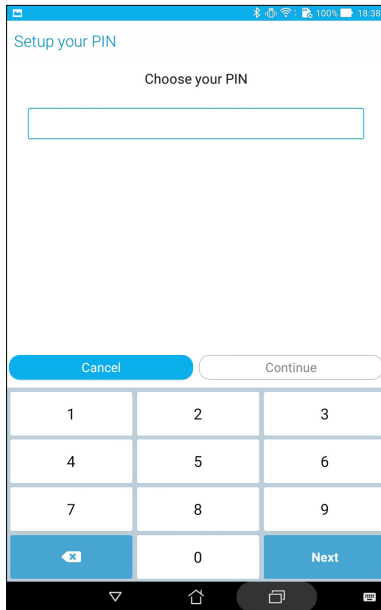 100% 18:38
Setup your PIN
Choose your PIN
Cancel Continue
1 2 3
4 5 6
7 8 9
0 Next